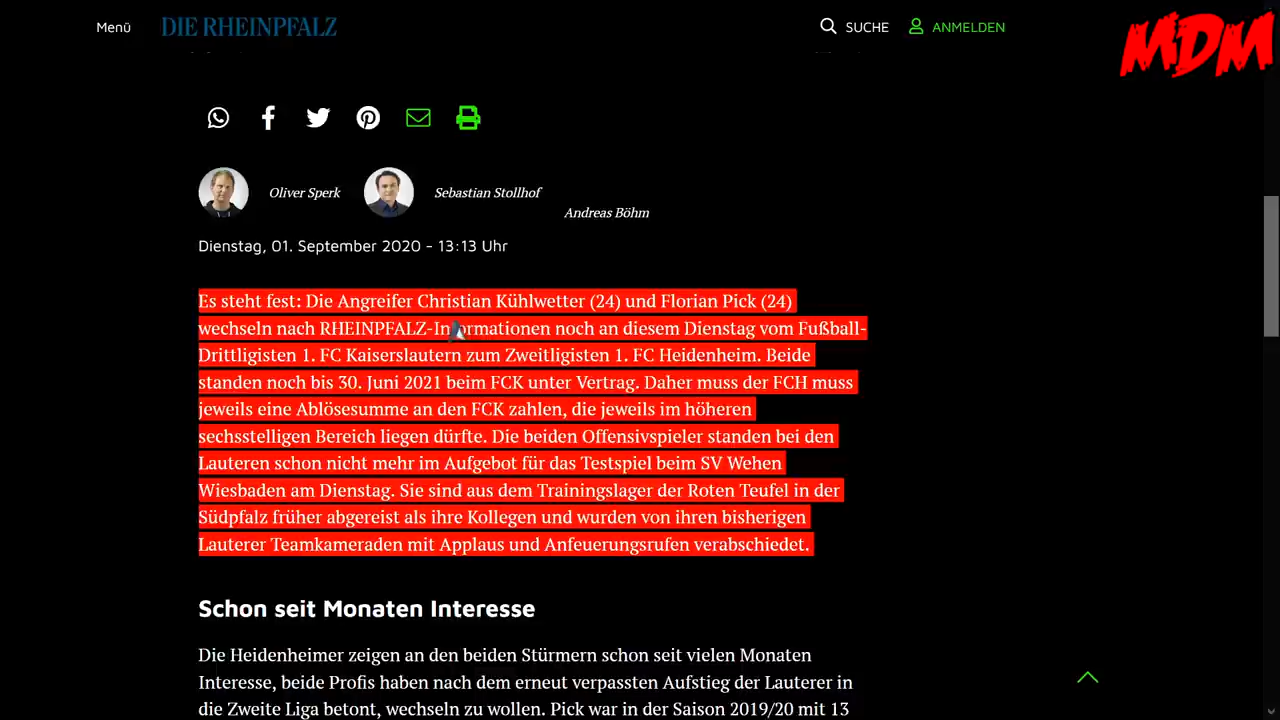 Menü
DIE RHEINPFALZ
SUCHE
ANMELDEN
MDM
Oliver Sperk
Sebastian Stollhof
Andreas Böhm
Dienstag, 01. September 2020 - 13:13 Uhr
Es steht fest: Die Angreifer Christian Kühlwetter (24) und Florian Pick (24)
wechseln nach RHEINPFALZ-Informationen noch an diesem Dienstag vom Fußball-
Drittligisten 1. FC Kaiserslautern zum Zweitligisten 1. FC Heidenheim. Beide
standen noch bis 30. Juni 2021 beim FCK unter Vertrag. Daher muss der FCH muss
jeweils eine Ablösesumme an den FCK zahlen, die jeweils im höheren
sechsstelligen Bereich liegen dürfte. Die beiden Offensivspieler standen bei den
Lauteren schon nicht mehr im Aufgebot für das Testspiel beim SV Wehen
Wiesbaden am Dienstag. Sie sind aus dem Trainingslager der Roten Teufel in der
Südpfalz früher abgereist als ihre Kollegen und wurden von ihren bisherigen
Lauterer Teamkameraden mit Applaus und Anfeuerungsrufen verabschiedet.
Schon seit Monaten Interesse
Die Heidenheimer zeigen an den beiden Stürmern schon seit vielen Monaten
Interesse, beide Profis haben nach dem erneut verpassten Aufstieg der Lauterer in
die Zweite Liga betont, wechseln zu wollen. Pick war in der Saison 2019/20 mit 13